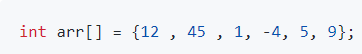 int arr[] = {12 , 45 , 1, -4, 5, 9};